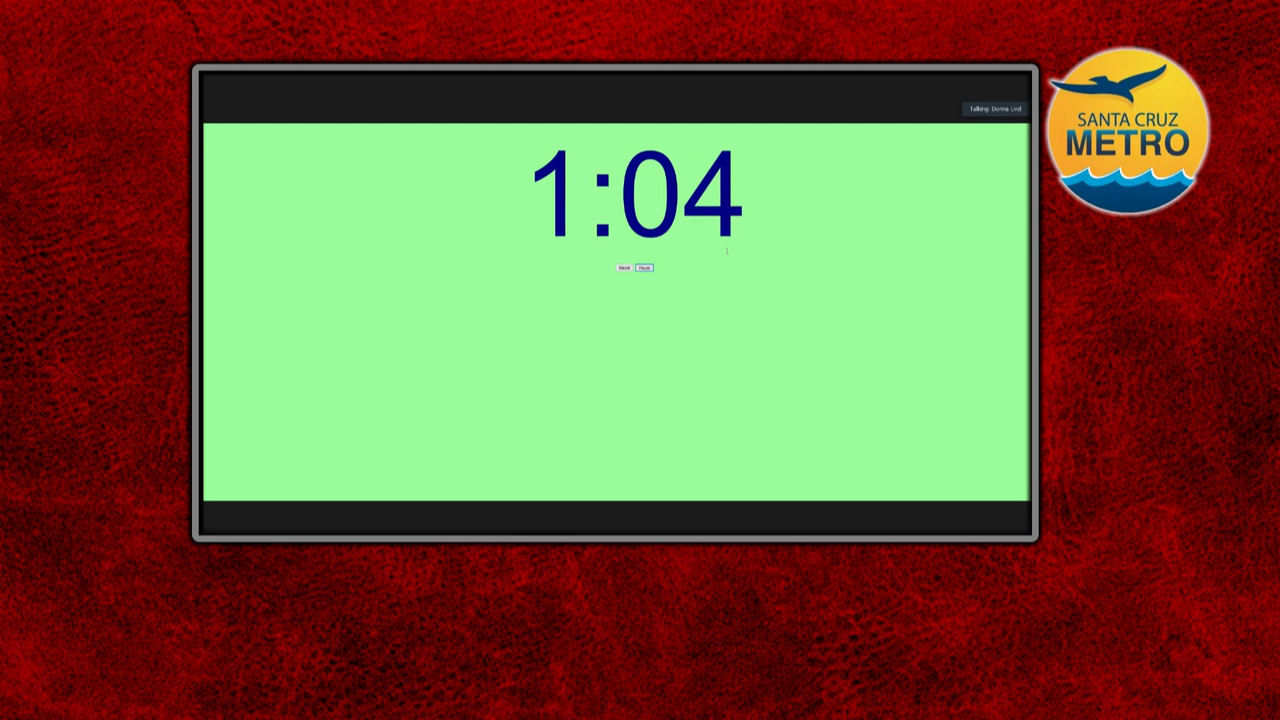 Talking: Donna Lind
SANTA CRUZ
METRO
1:04
Reset
Pause